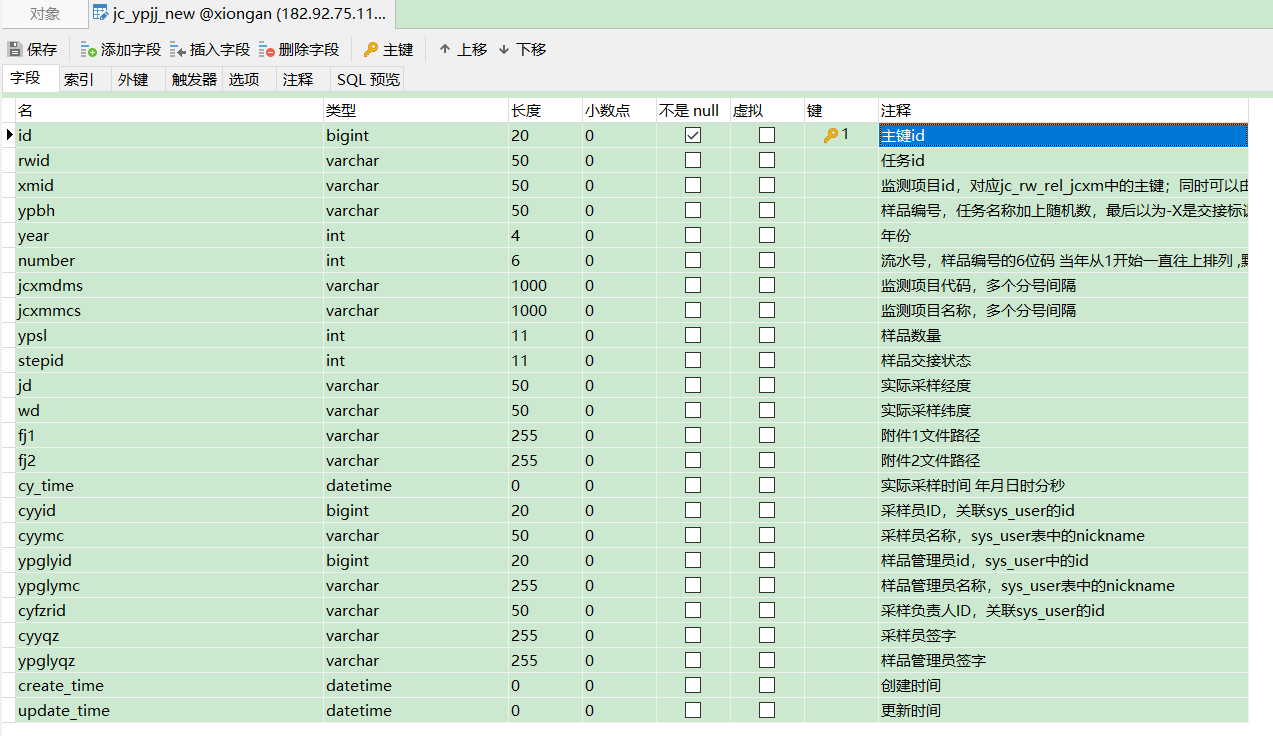 对象 jc_ypjj_new @xiongan (182.92.75.11...
保存 添加字段 插入字段 删除字段 主键 上移 下移
字段 索引 外键 触发器 选项 注释 SQL 预览
名 类型 长度 小数点 不是 null 虚拟 键 注释
id bigint 20 0 1 主键id
rwid varchar 50 0 任务id
xmid varchar 50 0 监测项目id，对应jc_rw_rel_jcxm中的主键；同时可以由
ypbh varchar 50 0 样品编号，任务名称加上随机数，最后以为-X是交接标
year int 4 0 年份
number int 6 0 流水号，样品编号的6位码 当年从1开始一直往上排列 ,
jcxmdms varchar 1000 0 监测项目代码，多个分号间隔
jcxmmcs varchar 1000 0 监测项目名称，多个分号间隔
ypsl int 11 0 样品数量
stepid int 11 0 样品交接状态
jd varchar 50 0 实际采样经度
wd varchar 50 0 实际采样纬度
fj1 varchar 255 0 附件1文件路径
fj2 varchar 255 0 附件2文件路径
cy_time datetime 0 0 实际采样时间 年月日时分秒
cyyid bigint 20 0 采样员ID，关联sys_user的id
cyymc varchar 50 0 采样员名称，sys_user表中的nickname
ypglyid bigint 20 0 样品管理员id，sys_user中的id
ypglymc varchar 255 0 样品管理员名称，sys_user表中的nickname
cyfzrid varchar 50 0 采样负责人ID，关联sys_user的id
cyyqz varchar 255 0 采样员签字
ypglyqz varchar 255 0 样品管理员签字
create_time datetime 0 0 创建时间
update_time datetime 0 0 更新时间